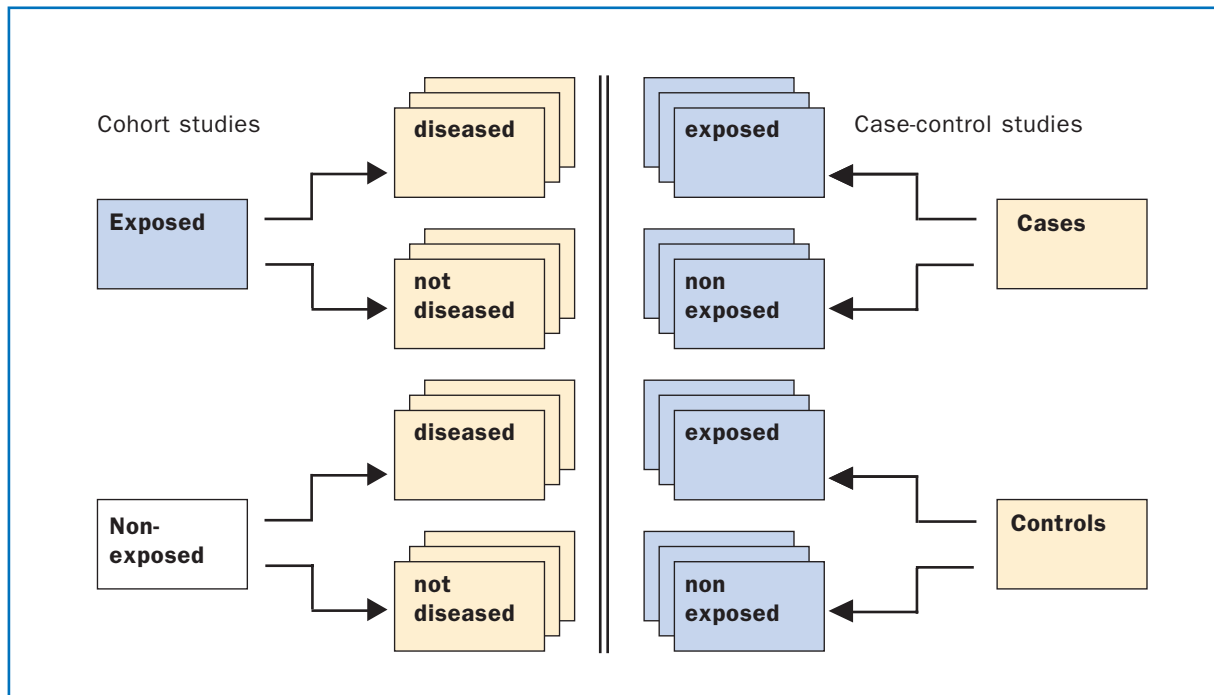 Cohort studies
Exposed
diseased
not
diseased
Non-
exposed
diseased
not
diseased
Case-control studies
exposed
Cases
non
exposed
exposed
Controls
non
exposed